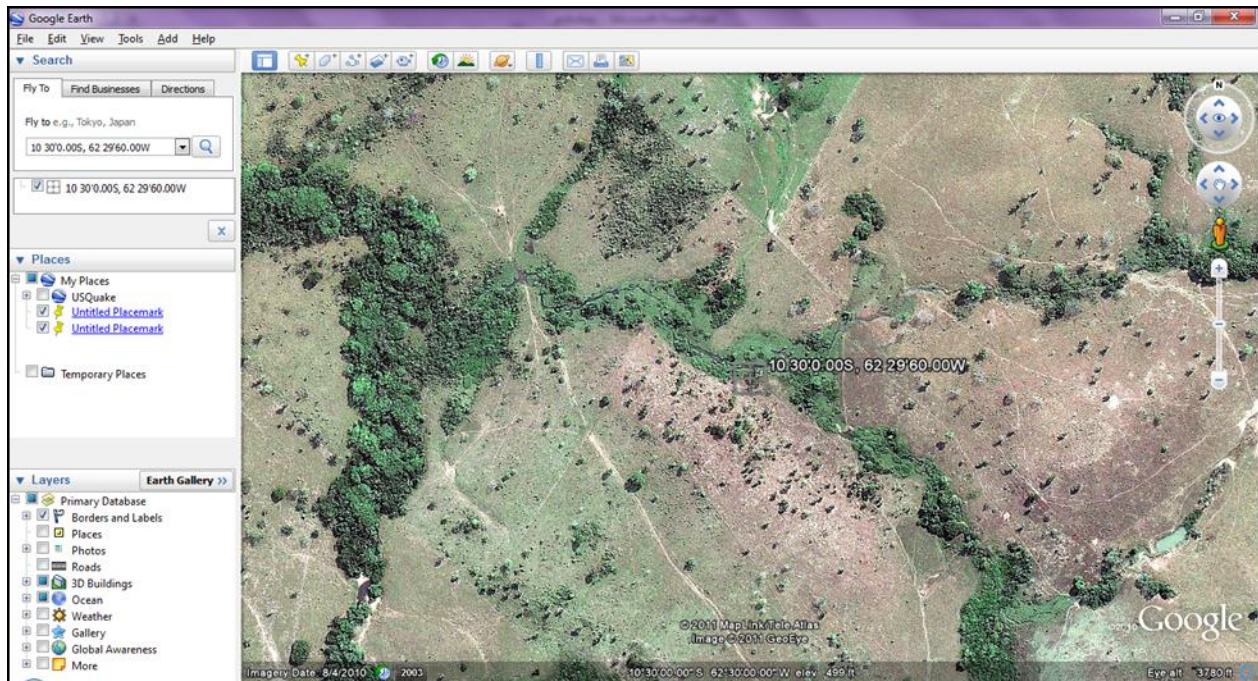 Google Earth
File Edit View Tools Add Help
Search
Fly To Find Businesses Directions
Fly to e.g., Tokyo, Japan
10 30'0.00S, 62 29'60.00W
10 30'0.00S, 62 29'60.00W
Places
My Places
USQuake
Untitled Placemark
Untitled Placemark
Temporary Places
Layers Earth Gallery >>
Primary Database
Borders and Labels
Places
Photos
Roads
3D Buildings
Ocean
Weather
Gallery
Global Awareness
More
N
10 30'0.00S, 62 29'60.00W
© 2011 MapLink/Tele Atlas
Image © 2011 GeoEye
Google
Imagery Date 8/4/2010 2003 10°30'00.00" S 62°30'00.00" W elev 499 ft Eye alt 3780 ft